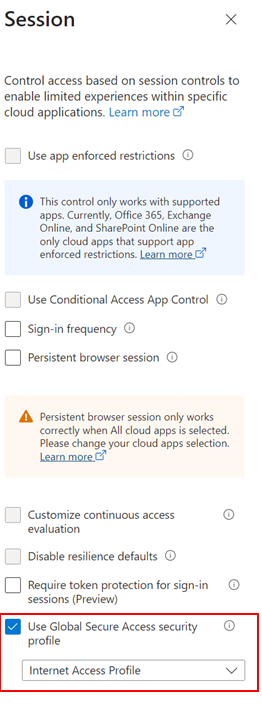 Session
Control access based on session controls to
enable limited experiences within specific
cloud applications. Learn more
Use app enforced restrictions
This control only works with supported
apps. Currently, Office 365, Exchange
Online, and SharePoint Online are the
only cloud apps that support app
enforced restrictions. Learn more
Use Conditional Access App Control
Sign-in frequency
Persistent browser session
Persistent browser session only works
correctly when All cloud apps is selected.
Please change your cloud apps selection.
Learn more
Customize continuous access
evaluation
Disable resilience defaults
Require token protection for sign-in
sessions (Preview)
Use Global Secure Access security
profile
Internet Access Profile